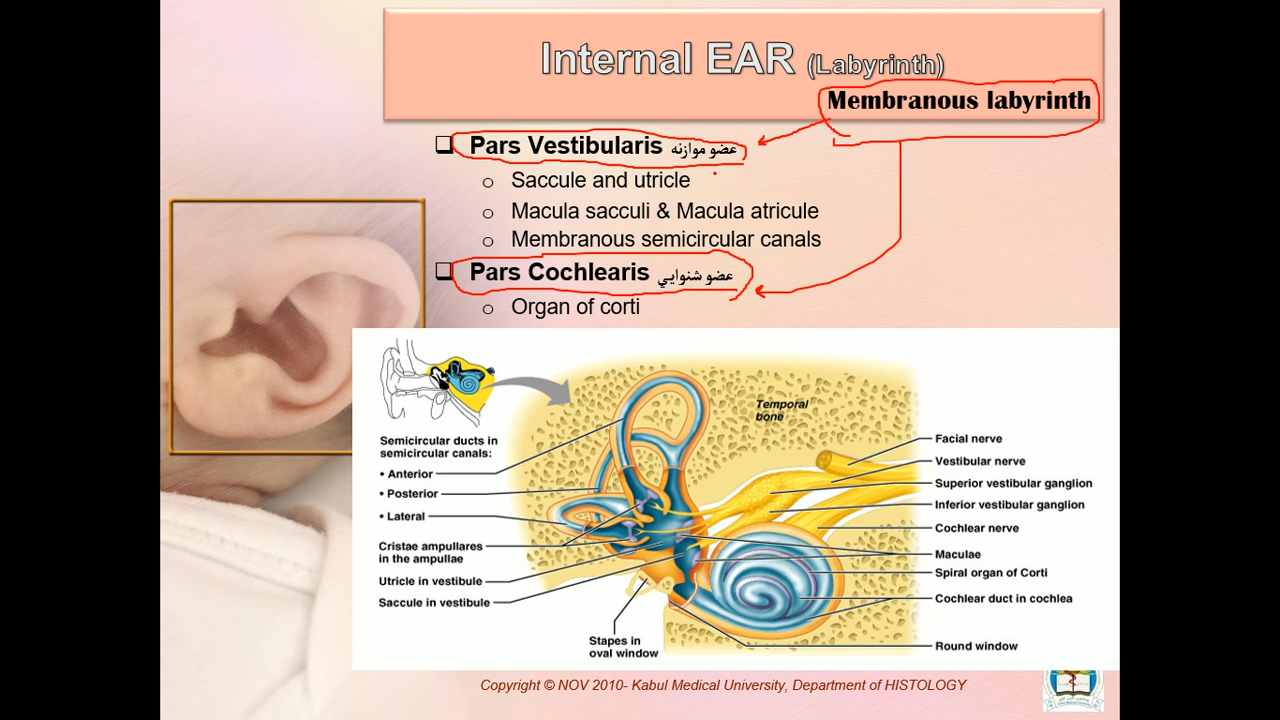 Internal EAR (Labyrinth)
Membranous labyrinth
❑ Pars Vestibularis عضو موازنه
o Saccule and utricle
o Macula sacculi & Macula atricule
o Membranous semicircular canals
❑ Pars Cochlearis عضو شنوايي
o Organ of corti
Temporal
bone
Semicircular ducts in
semicircular canals:
• Anterior
• Posterior
• Lateral
Cristae ampullares
in the ampullae
Utricle in vestibule
Saccule in vestibule
Stapes in
oval window
Facial nerve
Vestibular nerve
Superior vestibular ganglion
Inferior vestibular ganglion
Cochlear nerve
Maculae
Spiral organ of Corti
Cochlear duct in cochlea
Round window
Copyright © NOV 2010- Kabul Medical University, Department of HISTOLOGY